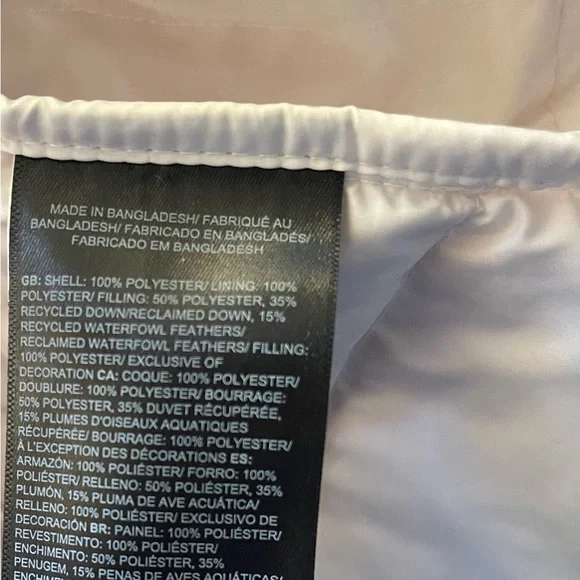 MADE IN BANGLADESH/ FABRIQUÉ AU
BANGLADESH/ FABRICADO EN BANGLADÉS/
FABRICADO EM BANGLADESH
GB: SHELL: 100% POLYESTER/ LINING: 100%
POLYESTER/ FILLING: 50% POLYESTER, 35%
RECYCLED DOWN/RECLAIMED DOWN, 15%
RECYCLED WATERFOWL FEATHERS/
RECLAIMED WATERFOWL FEATHERS/ FILLING:
100% POLYESTER/ EXCLUSIVE OF
DECORATION CA: COQUE: 100% POLYESTER/
DOUBLURE: 100% POLYESTER/ BOURRAGE:
50% POLYESTER, 35% DUVET RÉCUPÉRÉE,
15% PLUMES D'OISEAUX AQUATIQUES
RÉCUPÉRÉE/ BOURRAGE: 100% POLYESTER/
À L'EXCEPTION DES DÉCORATIONS ES:
ARMAZÓN: 100% POLIÉSTER/ FORRO: 100%
POLIÉSTER/ RELLENO: 50% POLIÉSTER, 35%
PLUMÓN, 15% PLUMA DE AVE ACUÁTICA/
RELLENO: 100% POLIÉSTER/ EXCLUSIVO DE
DECORACIÓN BR: PAINEL: 100% POLIÉSTER/
REVESTIMENTO: 100% POLIÉSTER/
ENCHIMENTO: 50% POLIÉSTER, 35%
PENUGEM, 15% PENAS DE AVES AQUÁTICAS/